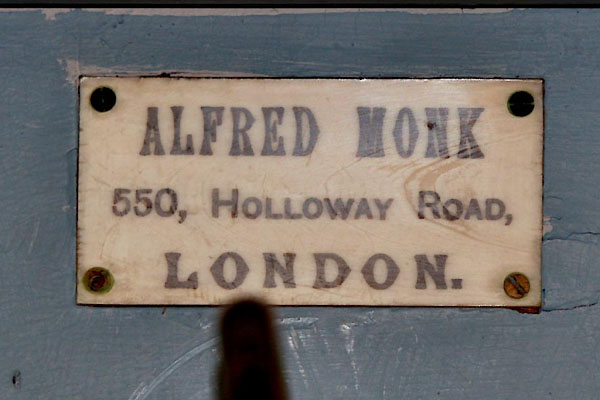 ALFRED MONK
550, HOLLOWAY ROAD,
LONDON.